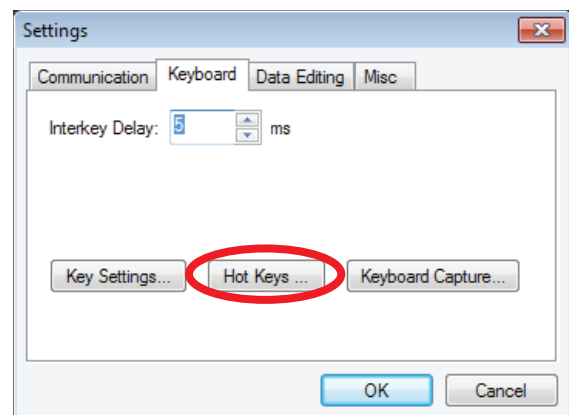 Settings
Communication Keyboard Data Editing Misc
Interkey Delay: 5 ms
Key Settings... Hot Keys ... Keyboard Capture...
OK Cancel